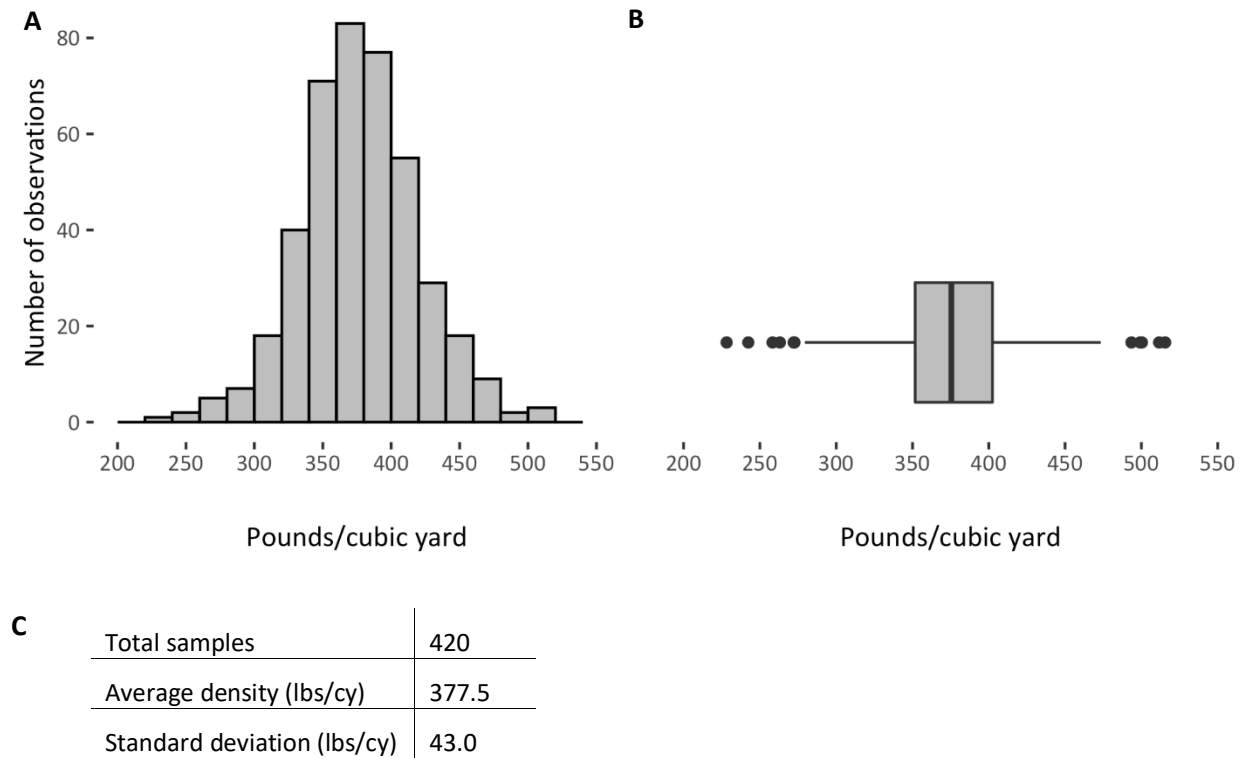 A
B
Number of observations
80
60
40
20
0
200 250 300 350 400 450 500 550
200 250 300 350 400 450 500 550
Pounds/cubic yard
Pounds/cubic yard
C
Total samples 420
Average density (lbs/cy) 377.5
Standard deviation (lbs/cy) 43.0